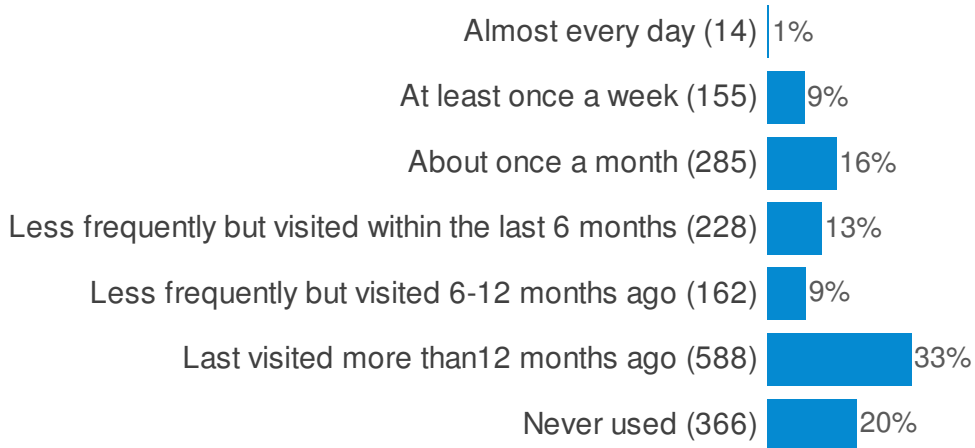 Almost every day (14) 1%
At least once a week (155) 9%
About once a month (285) 16%
Less frequently but visited within the last 6 months (228) 13%
Less frequently but visited 6-12 months ago (162) 9%
Last visited more than12 months ago (588) 33%
Never used (366) 20%